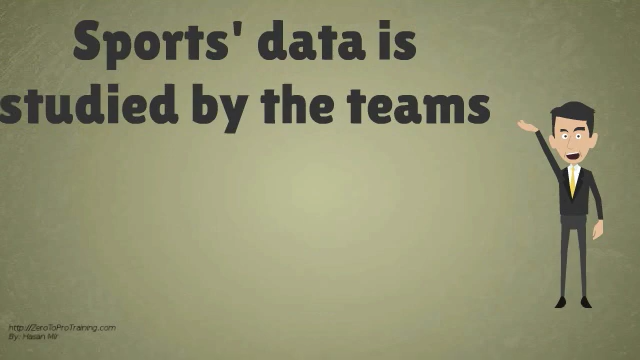 Sports' data is
studied by the teams
http://ZeroToProTraining.com
By: Hasan Mir